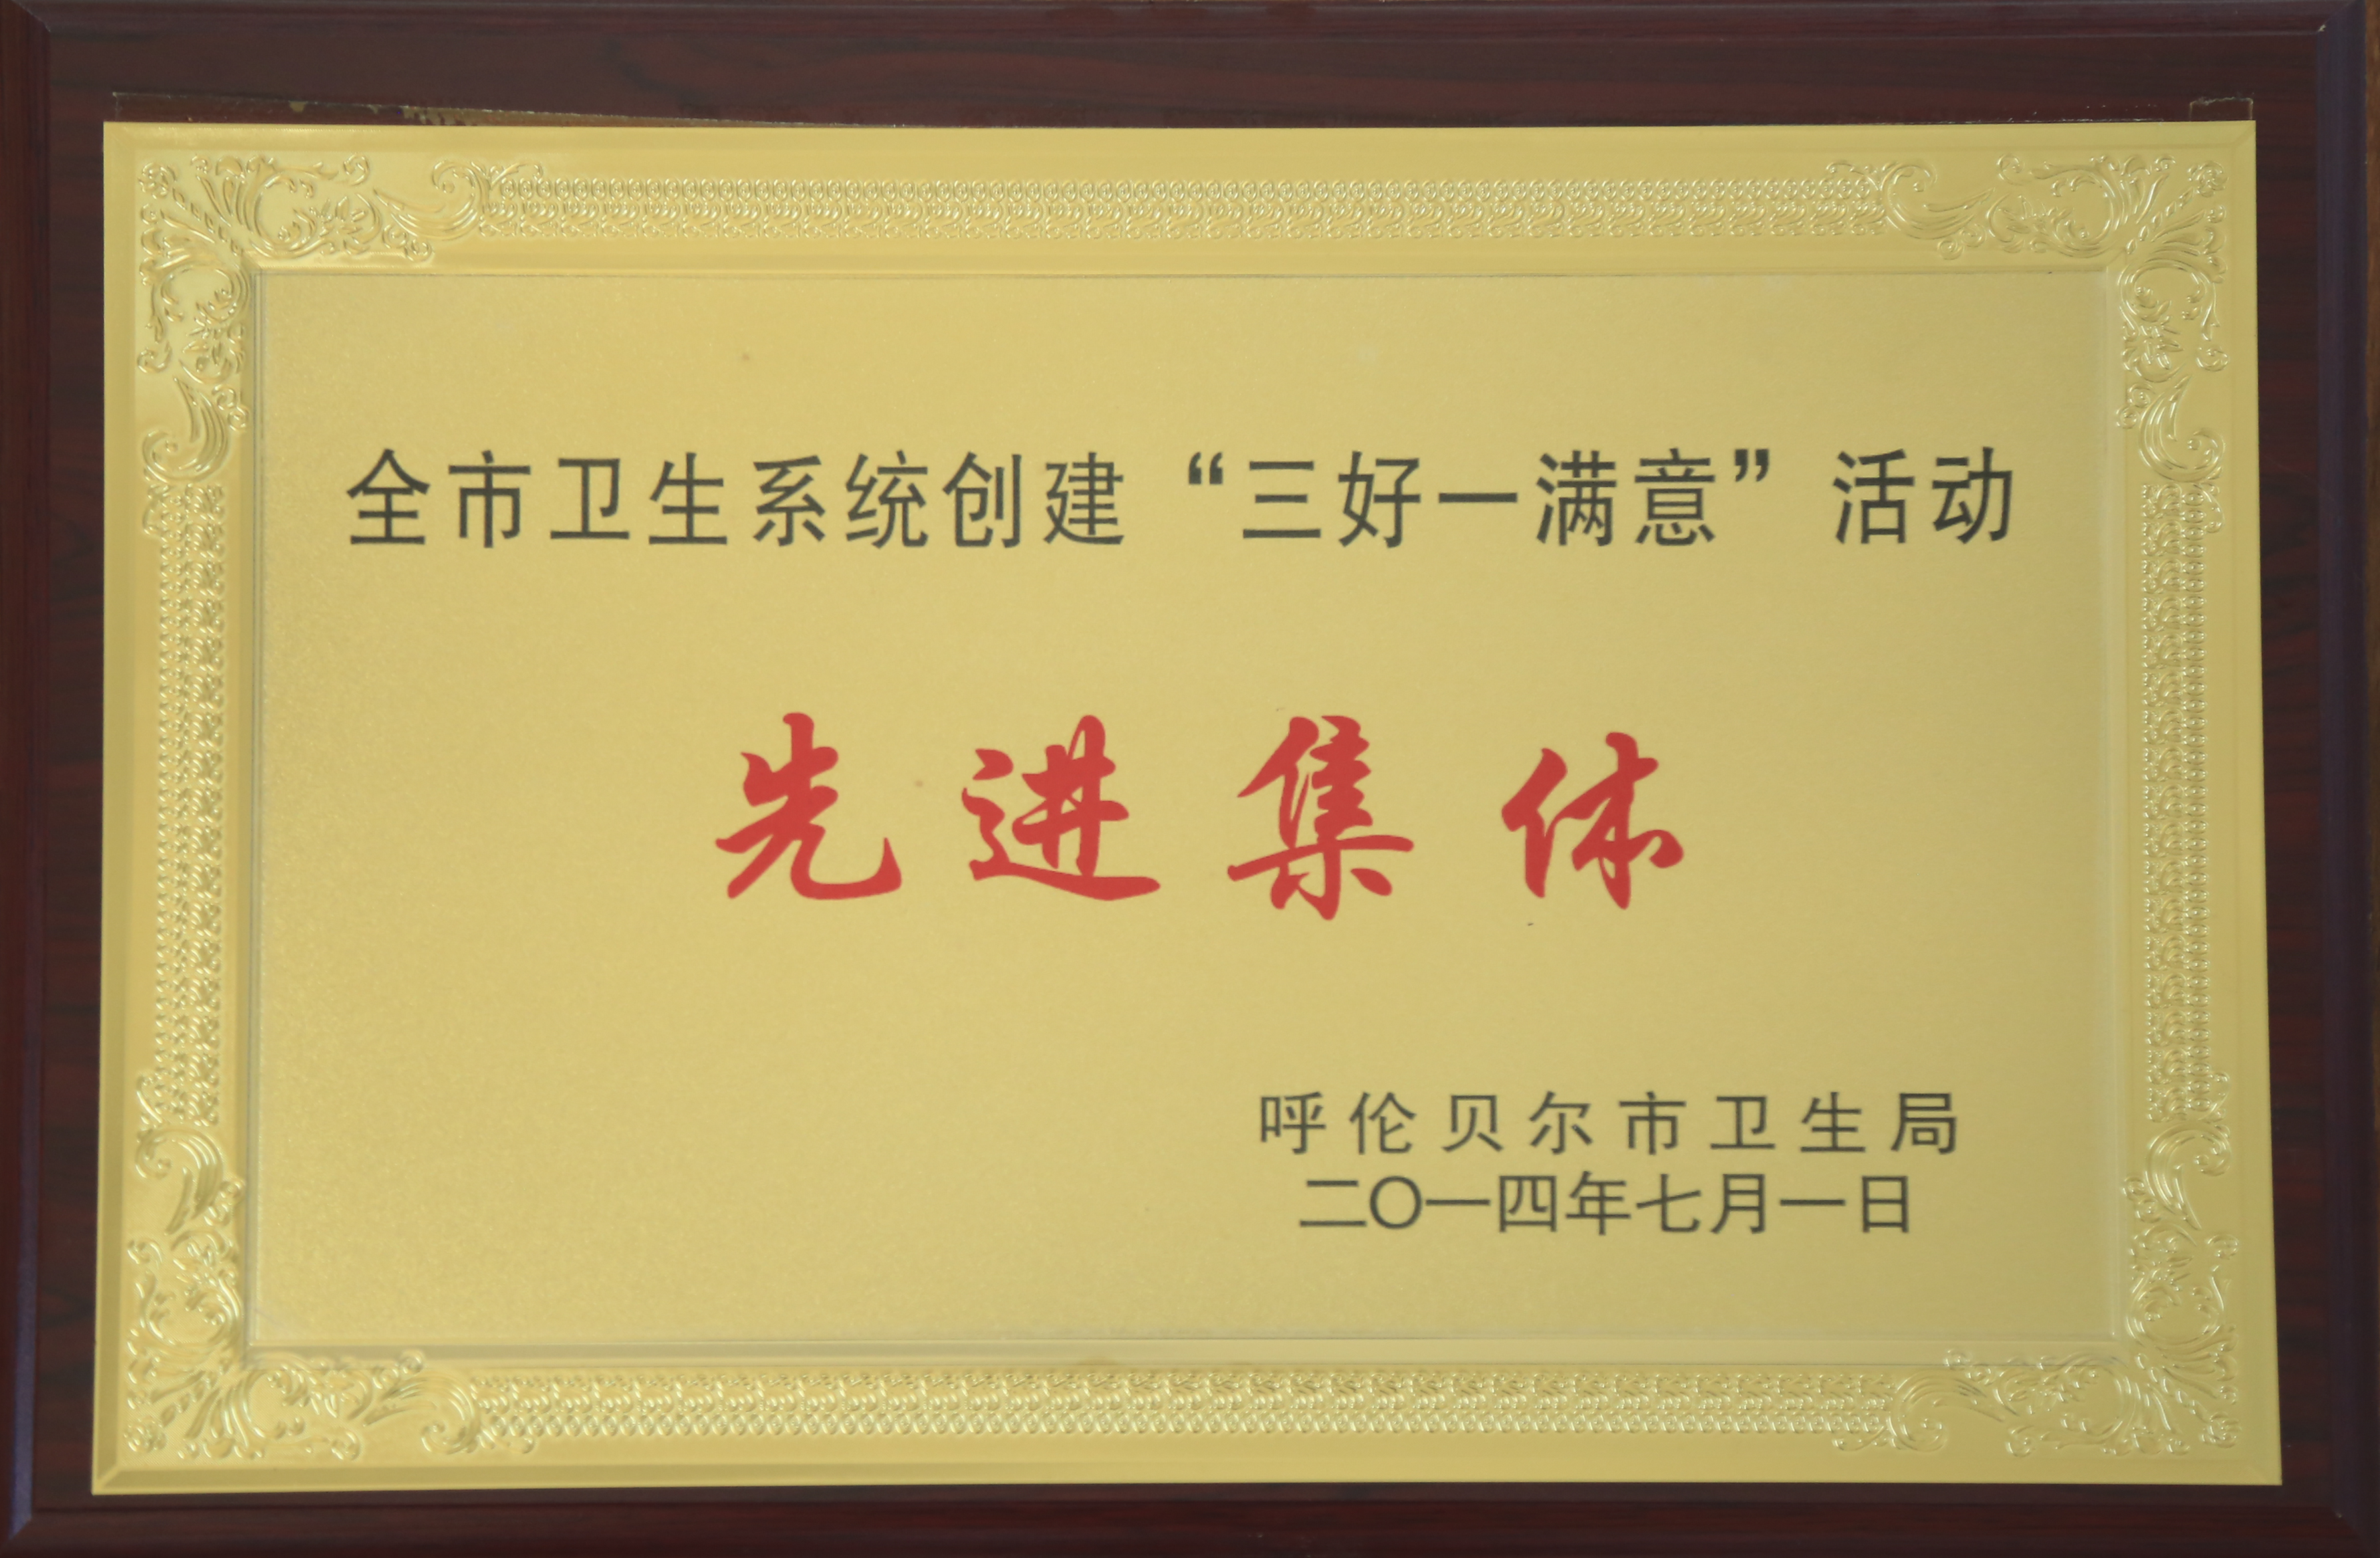 全市卫生系统创建“三好一满意”活动
先进集体
呼伦贝尔市卫生局
二〇一四年七月一日